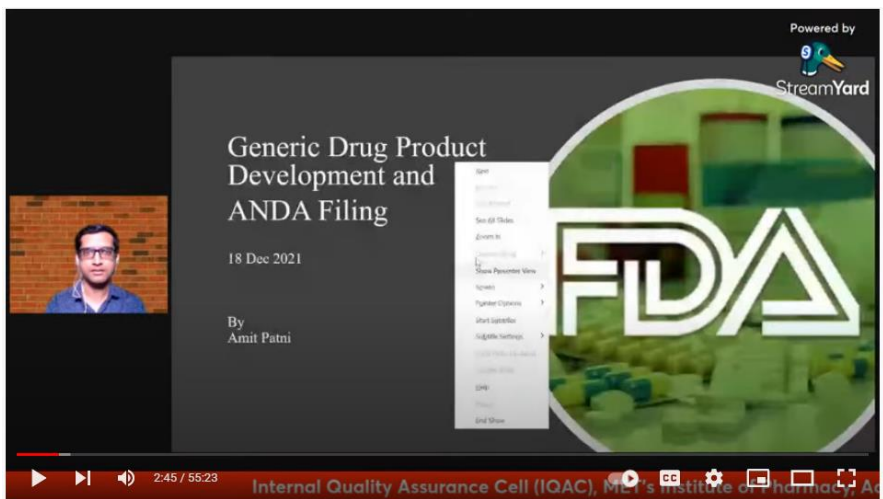 Powered by
S
StreamYard
Generic Drug Product
Development and
ANDA Filing
18 Dec 2021
By
Amit Patni
Next
See All Slides
Zoom In
Show Presenter View
Screen
Pointer Options
Start Subtitles
Subtitle Settings
Help
End Show
FDA
2:45 / 55:23
CC
Internal Quality Assurance Cell (IQAC), MET's Institute of Pharmacy, Ad